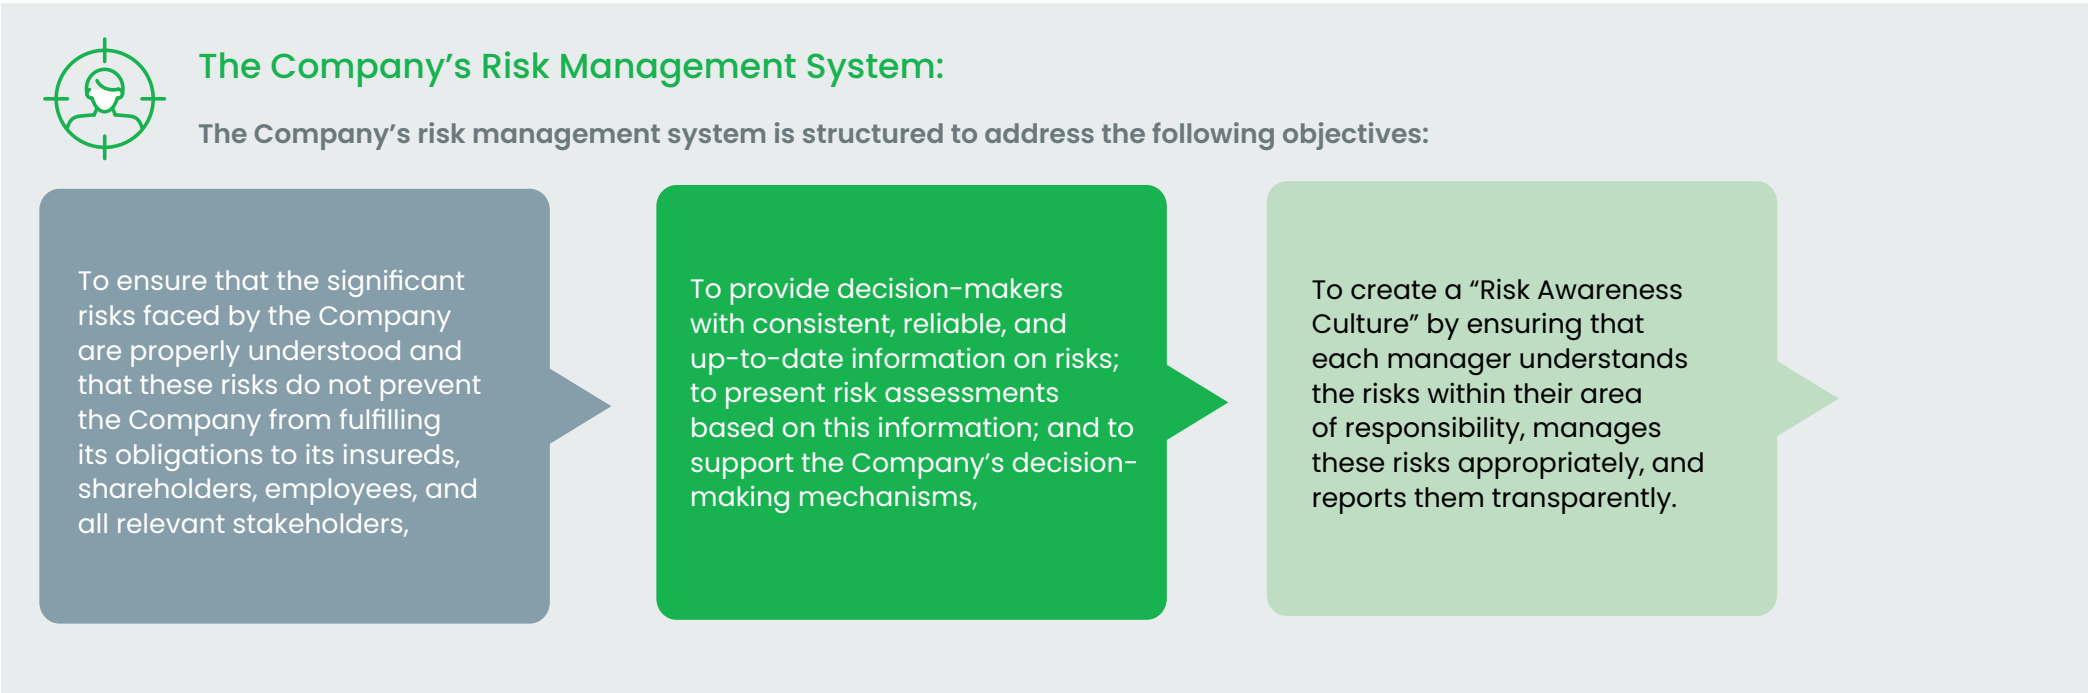 The Company’s Risk Management System:
The Company’s risk management system is structured to address the following objectives:
To ensure that the significant
risks faced by the Company
are properly understood and
that these risks do not prevent
the Company from fulfilling
its obligations to its insureds,
shareholders, employees, and
all relevant stakeholders,
To provide decision-makers
with consistent, reliable, and
up-to-date information on risks;
to present risk assessments
based on this information; and to
support the Company’s decision-
making mechanisms,
To create a “Risk Awareness
Culture” by ensuring that
each manager understands
the risks within their area
of responsibility, manages
these risks appropriately, and
reports them transparently.